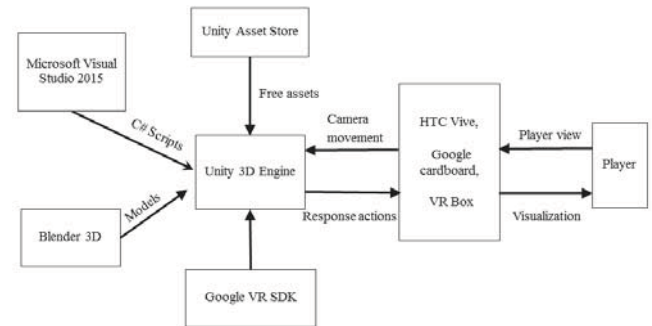 Unity Asset Store
Microsoft Visual
Studio 2015
Free assets
C# Scripts
Camera
movement
HTC Vive,
Google
cardboard,
VR Box
Player view
Player
Unity 3D Engine
Models
Response actions
Visualization
Blender 3D
Google VR SDK